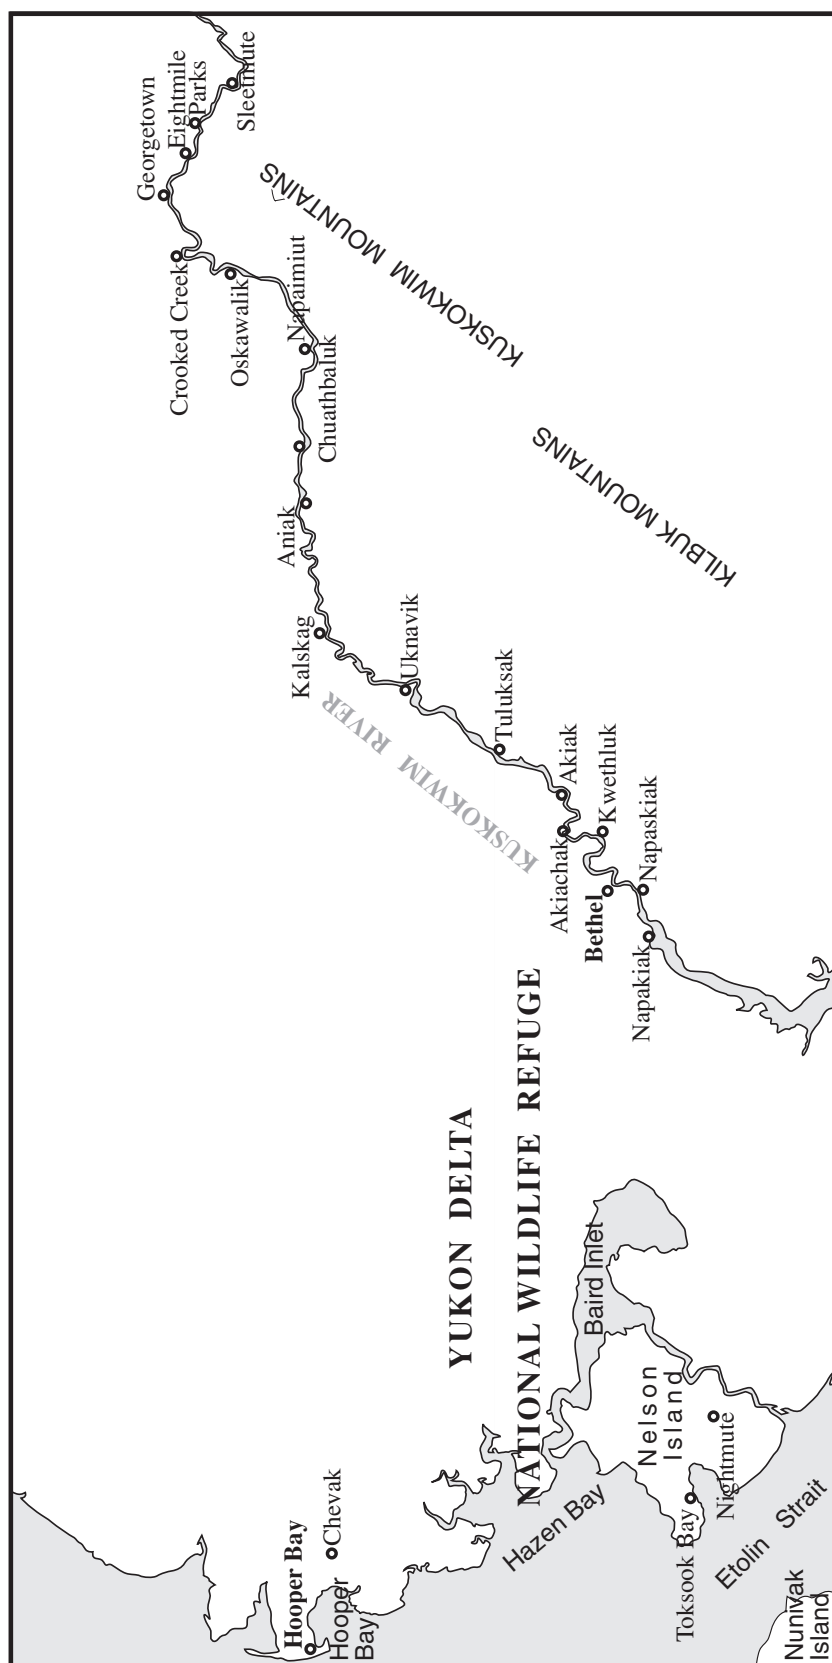 Georgetown
Eightmile
Parks
Sleetmute
Crooked Creek
Oskawalik
Napaimiut
Chuathbaluk
Aniak
Kalskag
Uknavik
Tuluksak
Akiak
Akiachak
Kwethluk
Bethel
Napaskiak
Napakiak
KUSKOKWIM MOUNTAINS
KILBUK MOUNTAINS
KUSKOKWIM RIVER
YUKON DELTA
NATIONAL WILDLIFE REFUGE
Baird Inlet
Nelson
Island
Nightmute
Toksook Bay
Hazen Bay
Etolin Strait
Nunivak
Island
Hooper Bay
Chevak
Hooper
Bay